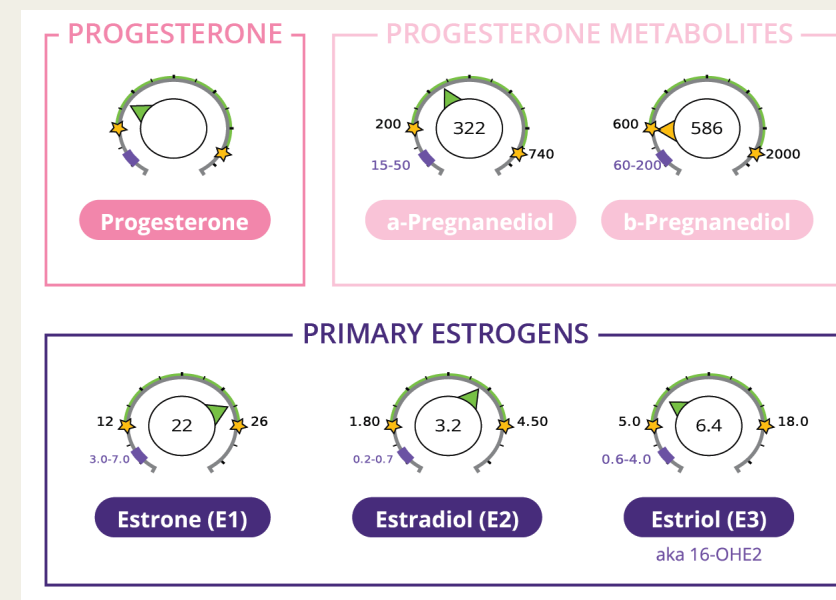 PROGESTERONE
PROGESTERONE METABOLITES
200
322
740
15-50
600
586
2000
60-200
Progesterone
a-Pregnanediol
b-Pregnanediol
PRIMARY ESTROGENS
12
22
26
3.0-7.0
1.80
3.2
4.50
0.2-0.7
5.0
6.4
18.0
0.6-4.0
Estrone (E1)
Estradiol (E2)
Estriol (E3)
aka 16-OHE2